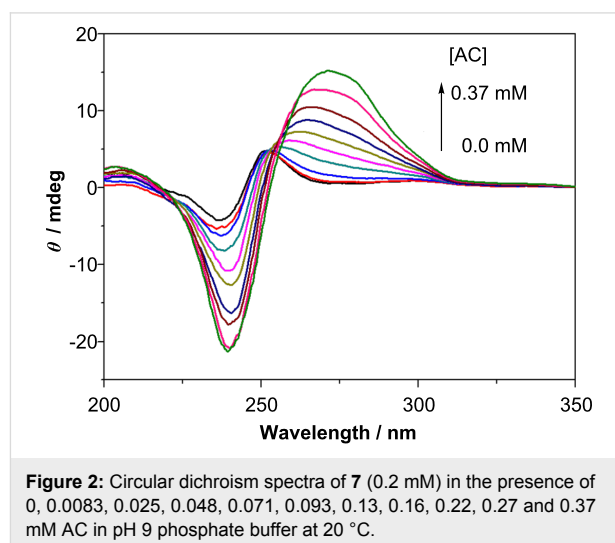 20
10
0
-10
-20
θ / mdeg
[AC]
0.37 mM
0.0 mM
200 250 300 350
Wavelength / nm
Figure 2: Circular dichroism spectra of 7 (0.2 mM) in the presence of
0, 0.0083, 0.025, 0.048, 0.071, 0.093, 0.13, 0.16, 0.22, 0.27 and 0.37
mM AC in pH 9 phosphate buffer at 20 °C.